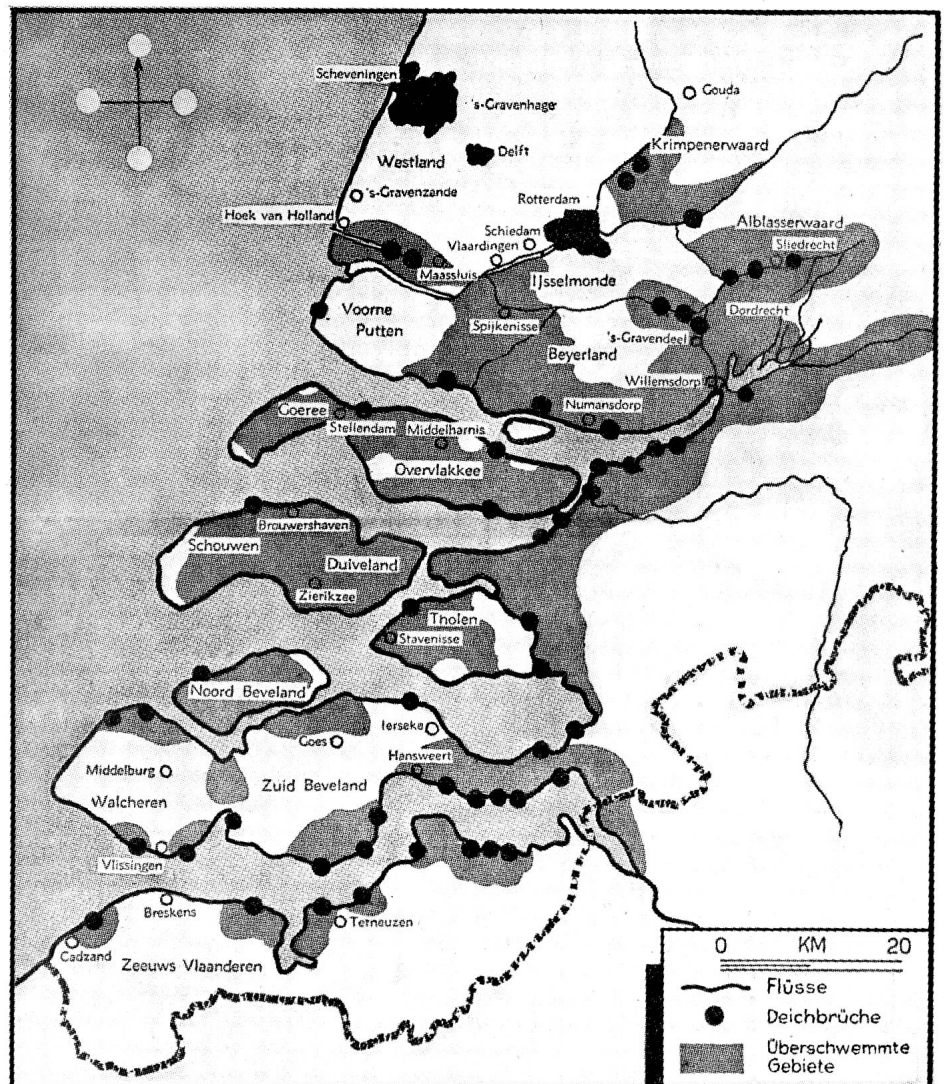 Scheveningen
's-Gravenhage
Gouda
Delft
Krimpenerwaard
Westland
's-Gravenzande
Rotterdam
Hoek van Holland
Schiedam
Vlaardingen
Alblasserwaard
Sliedrecht
Maassluis
IJsselmonde
Voorne
Putten
Spijkenisse
Dordrecht
's-Gravendeel
Beyerland
Willemsdorp
Goeree
Stellendam
Middelharnis
Numansdorp
Overvlakkee
Brouwershaven
Schouwen
Duiveland
Zierikzee
Tholen
Stavenisse
Noord Beveland
Ierseke
Goes
Hansweert
Middelburg
Zuid Beveland
Walcheren
Vlissingen
Breskens
Terneuzen
Cadzand
Zeeuws Vlaanderen
0 KM 20
Flüsse
Deichbrüche
Überschwemmte
Gebiete